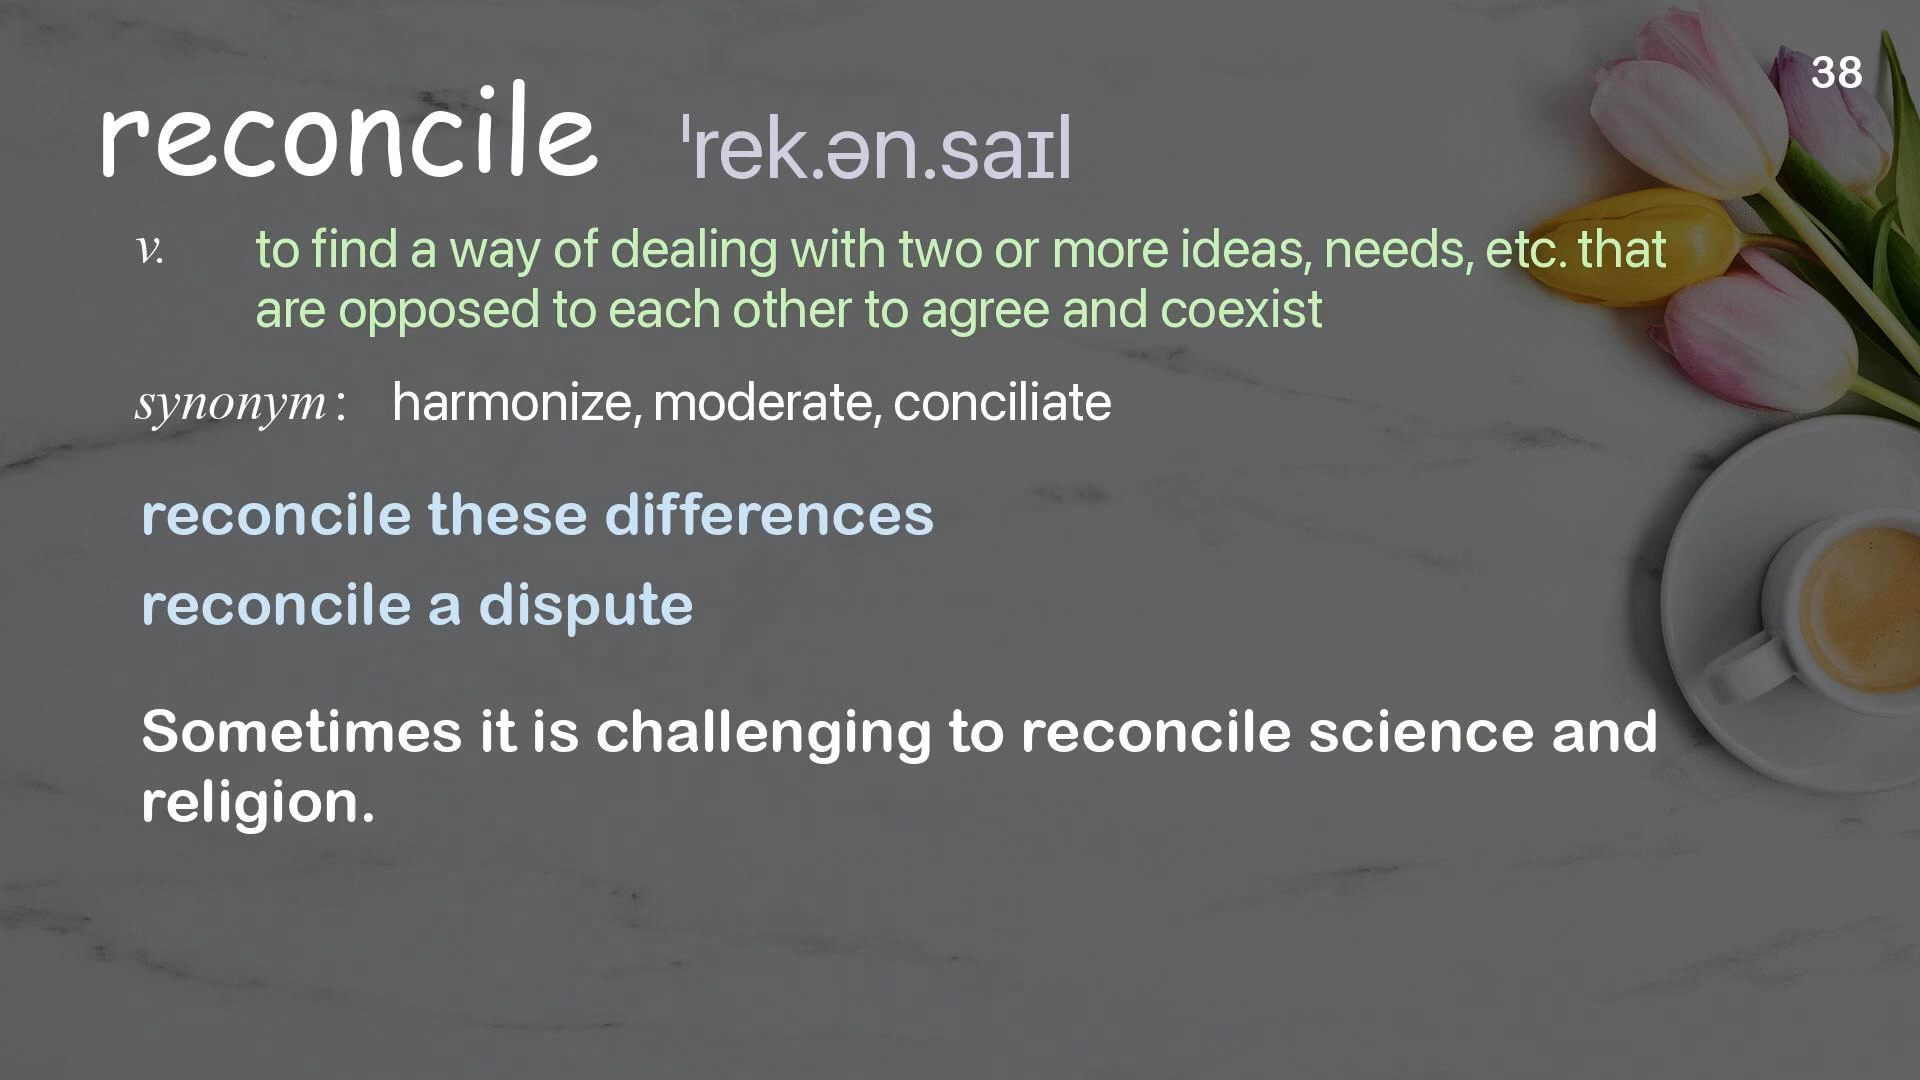 38
reconcile ˈrek.ən.saɪl
v. to find a way of dealing with two or more ideas, needs, etc. that
are opposed to each other to agree and coexist
synonym : harmonize, moderate, conciliate
reconcile these differences
reconcile a dispute
Sometimes it is challenging to reconcile science and
religion.